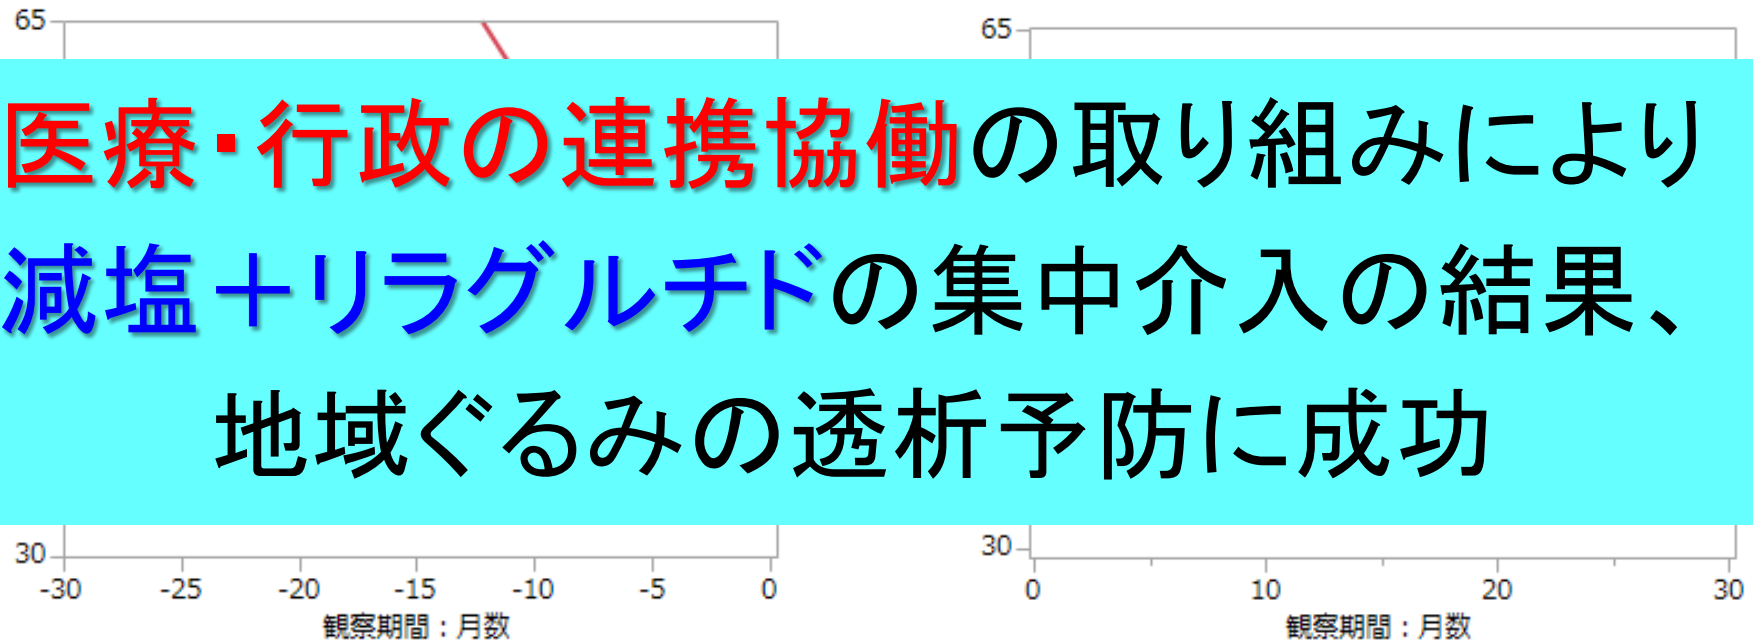 65
65
医療・行政の連携協働の取り組みにより
減塩＋リラグルチドの集中介入の結果、
地域ぐるみの透析予防に成功
30
30
-30 -25 -20 -15 -10 -5 0
0 10 20 30
観察期間：月数
観察期間：月数